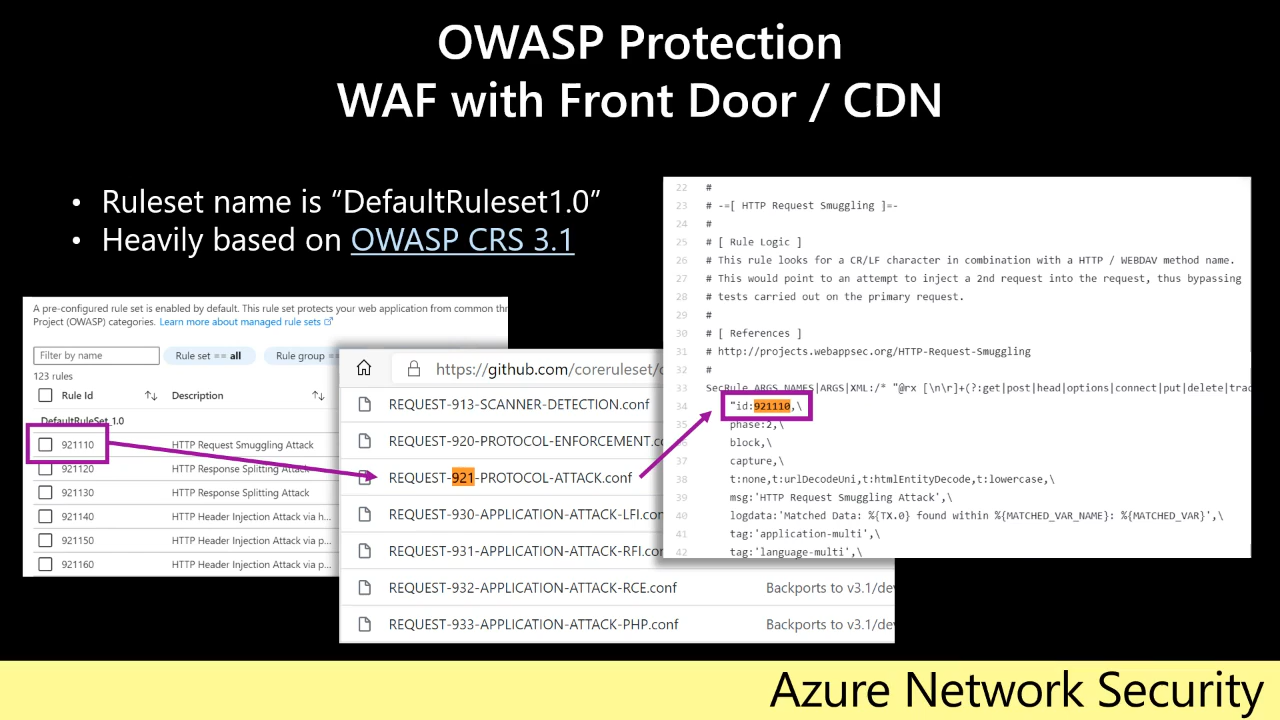 OWASP Protection
WAF with Front Door / CDN
• Ruleset name is “DefaultRuleset1.0”
• Heavily based on OWASP CRS 3.1
A pre-configured rule set is enabled by default. This rule set protects your web application from common
Project (OWASP) categories. Learn more about managed rule sets
Filter by name
Rule set == all
Rule group ==
123 rules
Rule Id
Description
DefaultRuleSet_1.0
921110 HTTP Request Smuggling Attack
921120 HTTP Response Splitting Attack
921130 HTTP Response Splitting Attack
921140 HTTP Header Injection Attack via h...
921150 HTTP Header Injection Attack via p...
921160 HTTP Header Injection Attack via p...
https://github.com/coreruleset/
REQUEST-913-SCANNER-DETECTION.conf
REQUEST-920-PROTOCOL-ENFORCEMENT.co
REQUEST-921-PROTOCOL-ATTACK.conf
REQUEST-930-APPLICATION-ATTACK-LFI.con
REQUEST-931-APPLICATION-ATTACK-RFI.con
REQUEST-932-APPLICATION-ATTACK-RCE.conf Backports to v3.1/dev
REQUEST-933-APPLICATION-ATTACK-PHP.conf Backports to v3.1/dev
22 #
23 # -=[ HTTP Request Smuggling ]=-
24 #
25 # [ Rule Logic ]
26 # This rule looks for a CR/LF character in combination with a HTTP / WEBDAV method name.
27 # This would point to an attempt to inject a 2nd request into the request, thus bypassing
28 # tests carried out on the primary request.
29 #
30 # [ References ]
31 # http://projects.webappsec.org/HTTP-Request-Smuggling
32 #
33 SecRule ARGS_NAMES|ARGS|XML:/* "@rx [\n\r]+(?:get|post|head|options|connect|put|delete|trac
34 "id:921110,\
35 phase:2,\
36 block,\
37 capture,\
38 t:none,t:urlDecodeUni,t:htmlEntityDecode,t:lowercase,\
39 msg:'HTTP Request Smuggling Attack',\
40 logdata:'Matched Data: %{TX.0} found within %{MATCHED_VAR_NAME}: %{MATCHED_VAR}',\
41 tag:'application-multi',\
42 tag:'language-multi',\
Azure Network Security